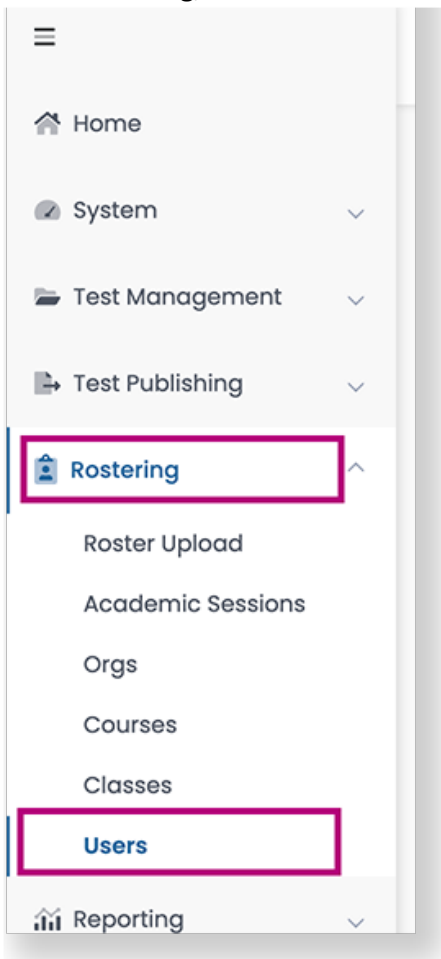 Home
System
Test Management
Test Publishing
Rostering
Roster Upload
Academic Sessions
Orgs
Courses
Classes
Users
Reporting